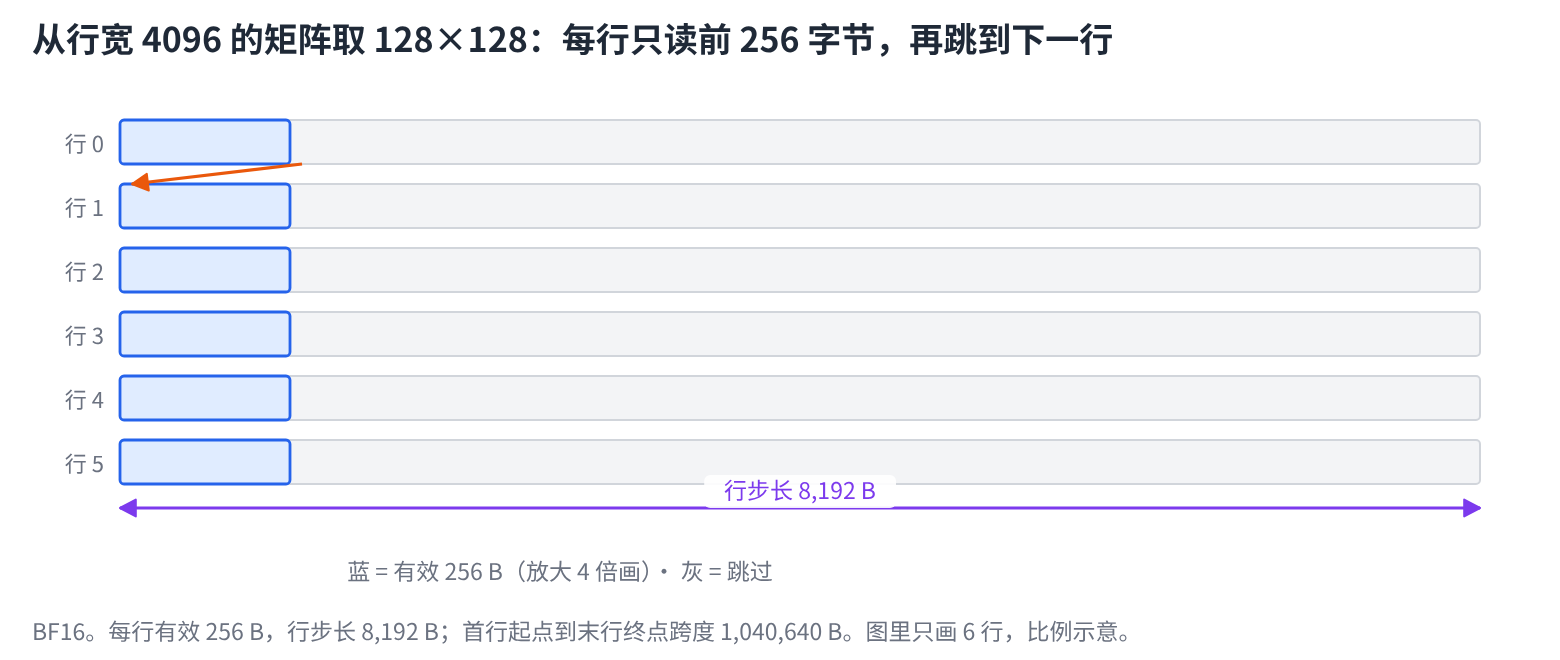 从行宽 4096 的矩阵取 128×128：每行只读前 256 字节，再跳到下一行
行 0
行 1
行 2
行 3
行 4
行 5
行步长 8,192 B
蓝 = 有效 256 B（放大 4 倍画）· 灰 = 跳过
BF16。每行有效 256 B，行步长 8,192 B；首行起点到末行终点跨度 1,040,640 B。图里只画 6 行，比例示意。